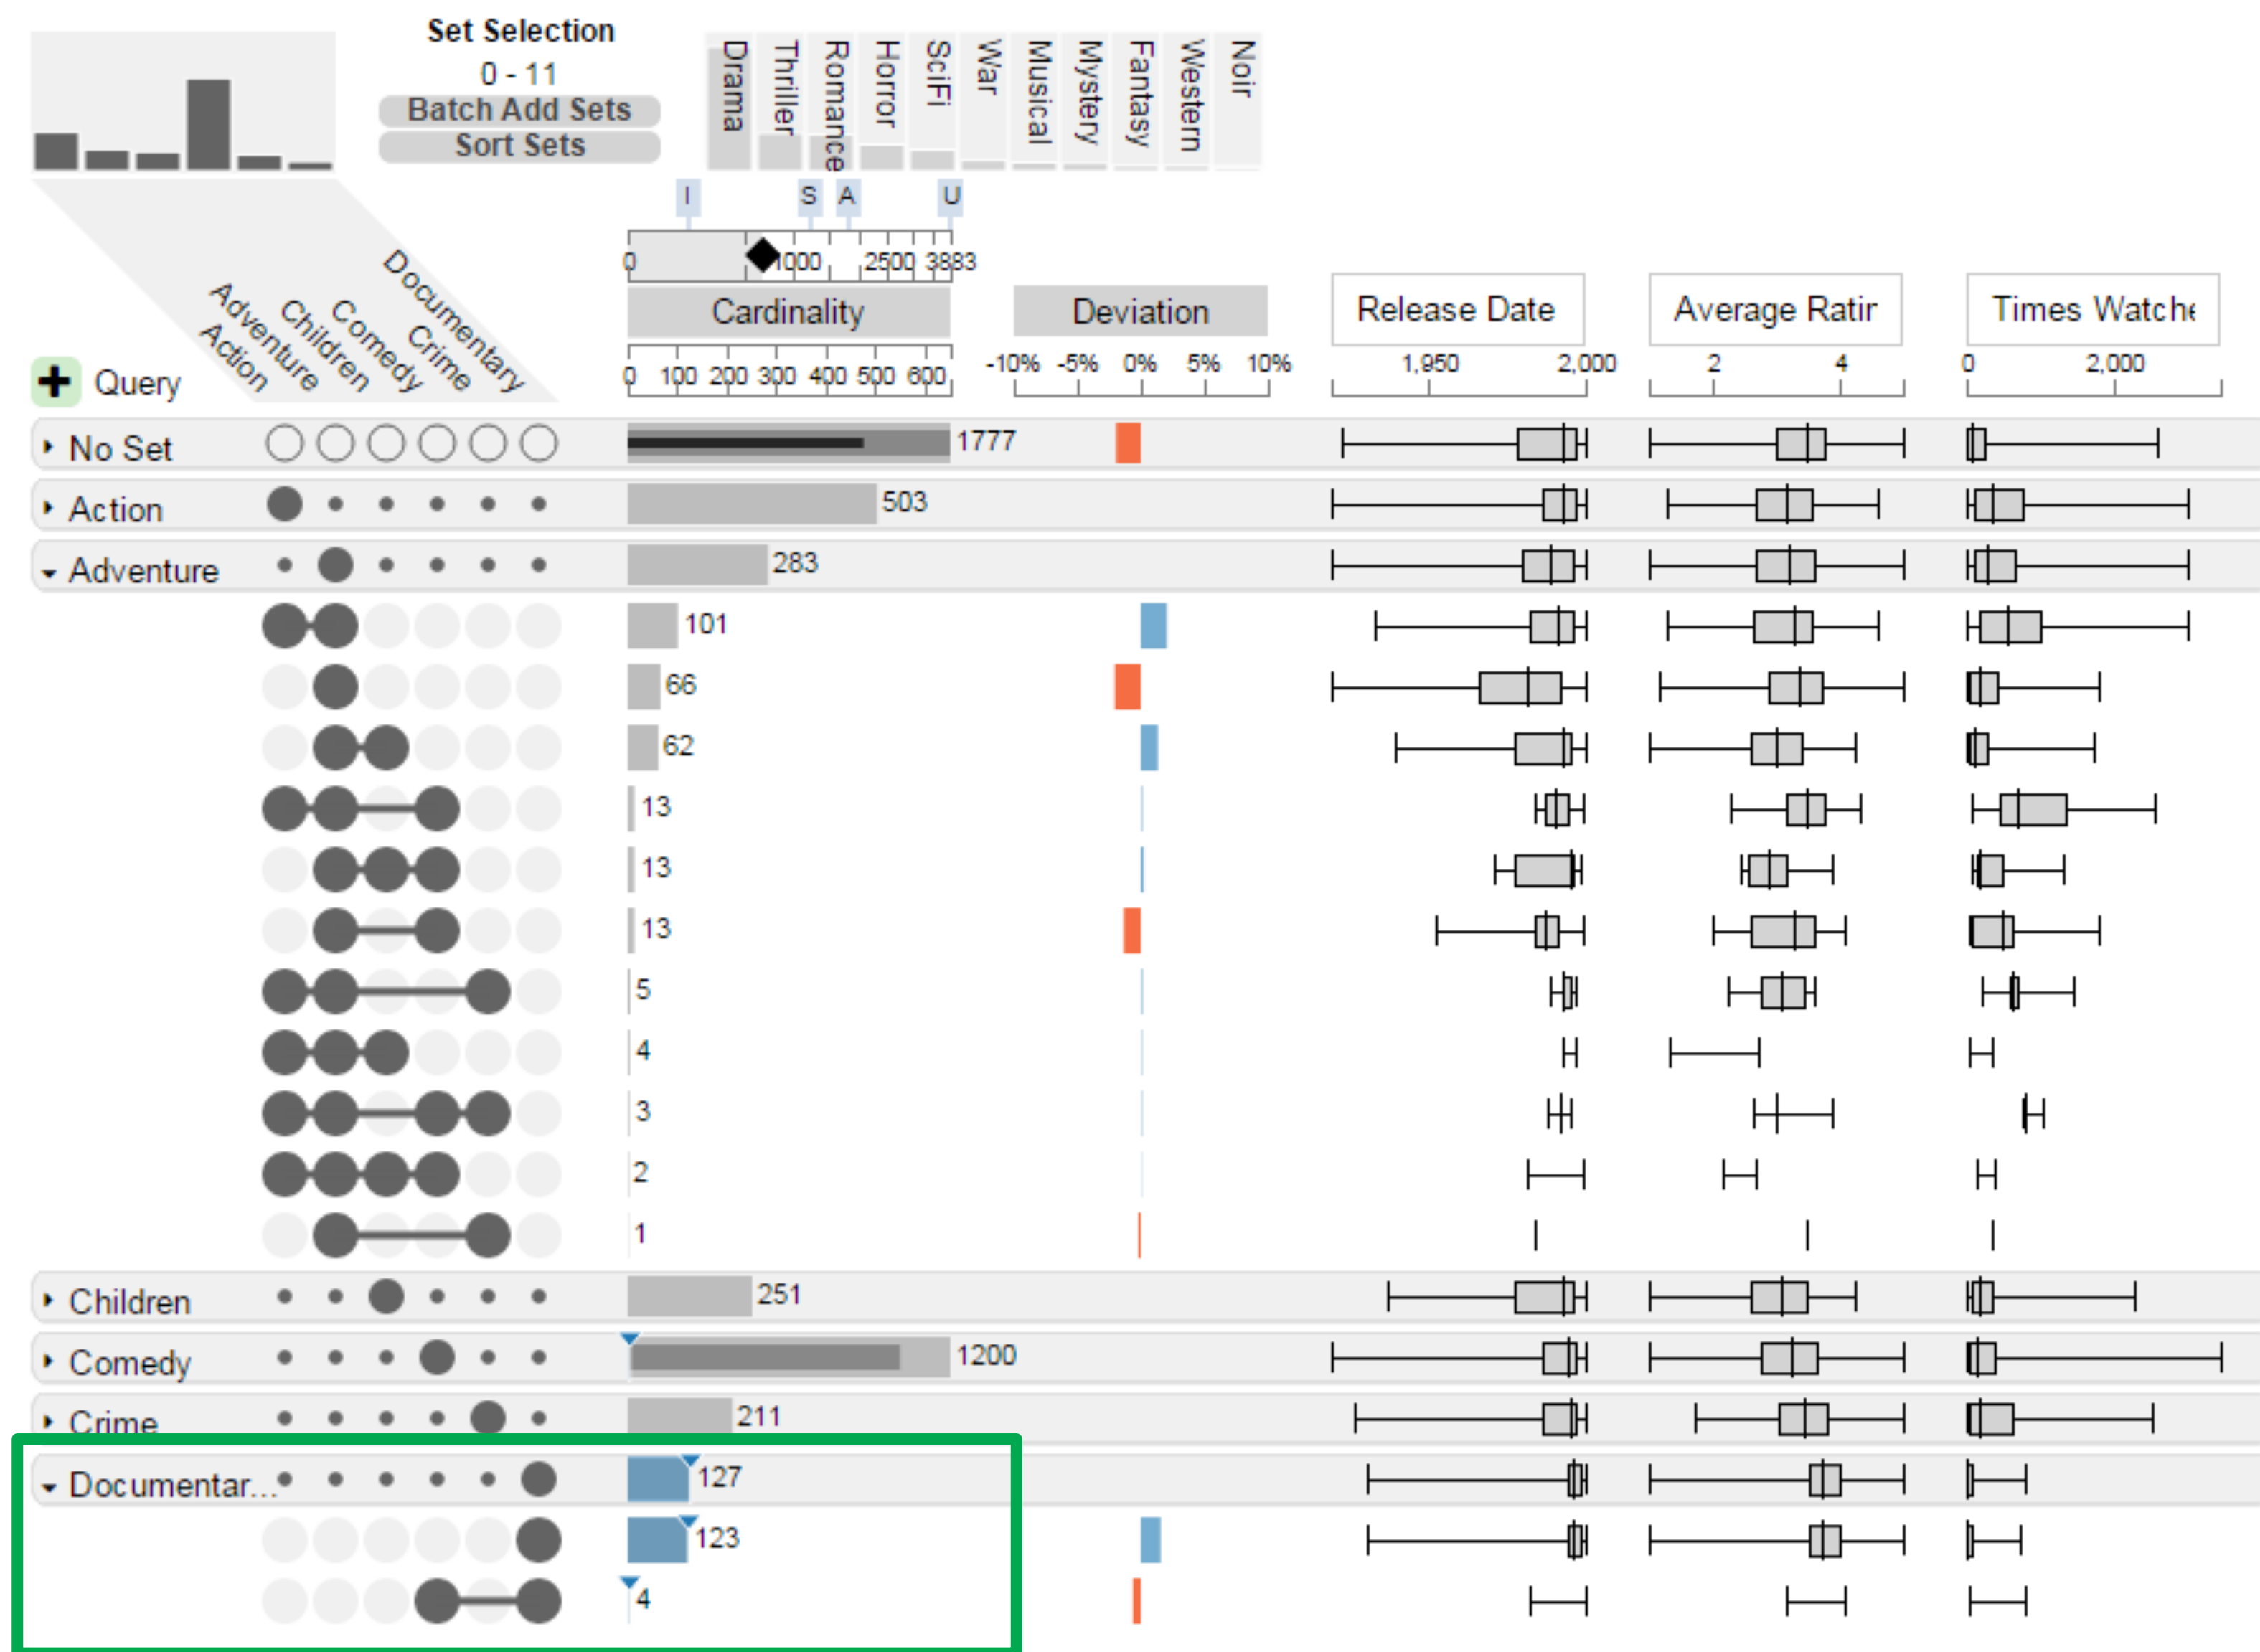 Set Selection
0 - 11
Batch Add Sets
Sort Sets
Drama
Thriller
Romance
Horror
SciFi
War
Musical
Mystery
Fantasy
Western
Noir
I S A U
0 1000 2500 3883
Cardinality
Deviation
Release Date
Average Ratir
Times Watche
Action
Adventure
Children
Comedy
Crime
Documentary
Query
0 100 200 300 400 500 600
-10% -5% 0% 5% 10%
1,950 2,000
2 4
0 2,000
No Set 1777
Action 503
Adventure 283
101
66
62
13
13
13
5
4
3
2
1
Children 251
Comedy 1200
Crime 211
Documentar... 127
123
4